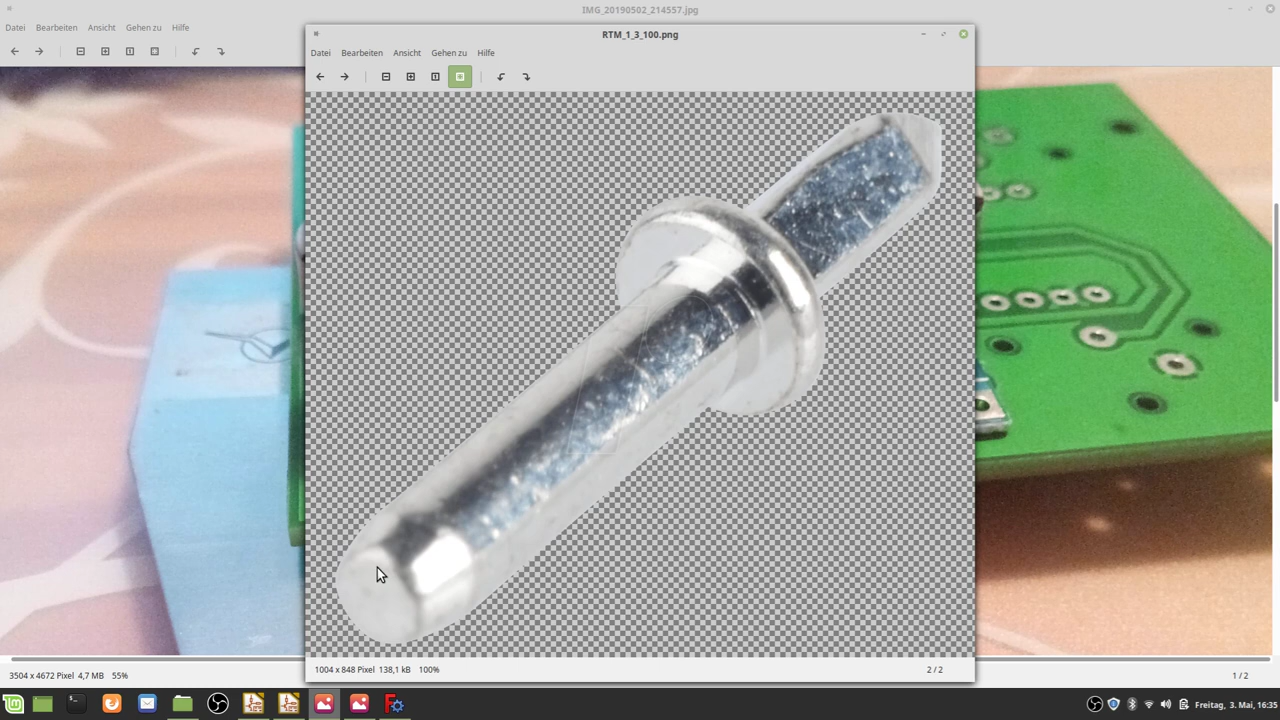 IMG_20190502_214557.jpg
Datei Bearbeiten Ansicht Gehen zu Hilfe
RTM_1_3_100.png
Datei Bearbeiten Ansicht Gehen zu Hilfe
1004 x 848 Pixel 138,1 kB 100%
2 / 2
3504 x 4672 Pixel 4,7 MB 55%
1 / 2
Freitag, 3. Mai, 16:35